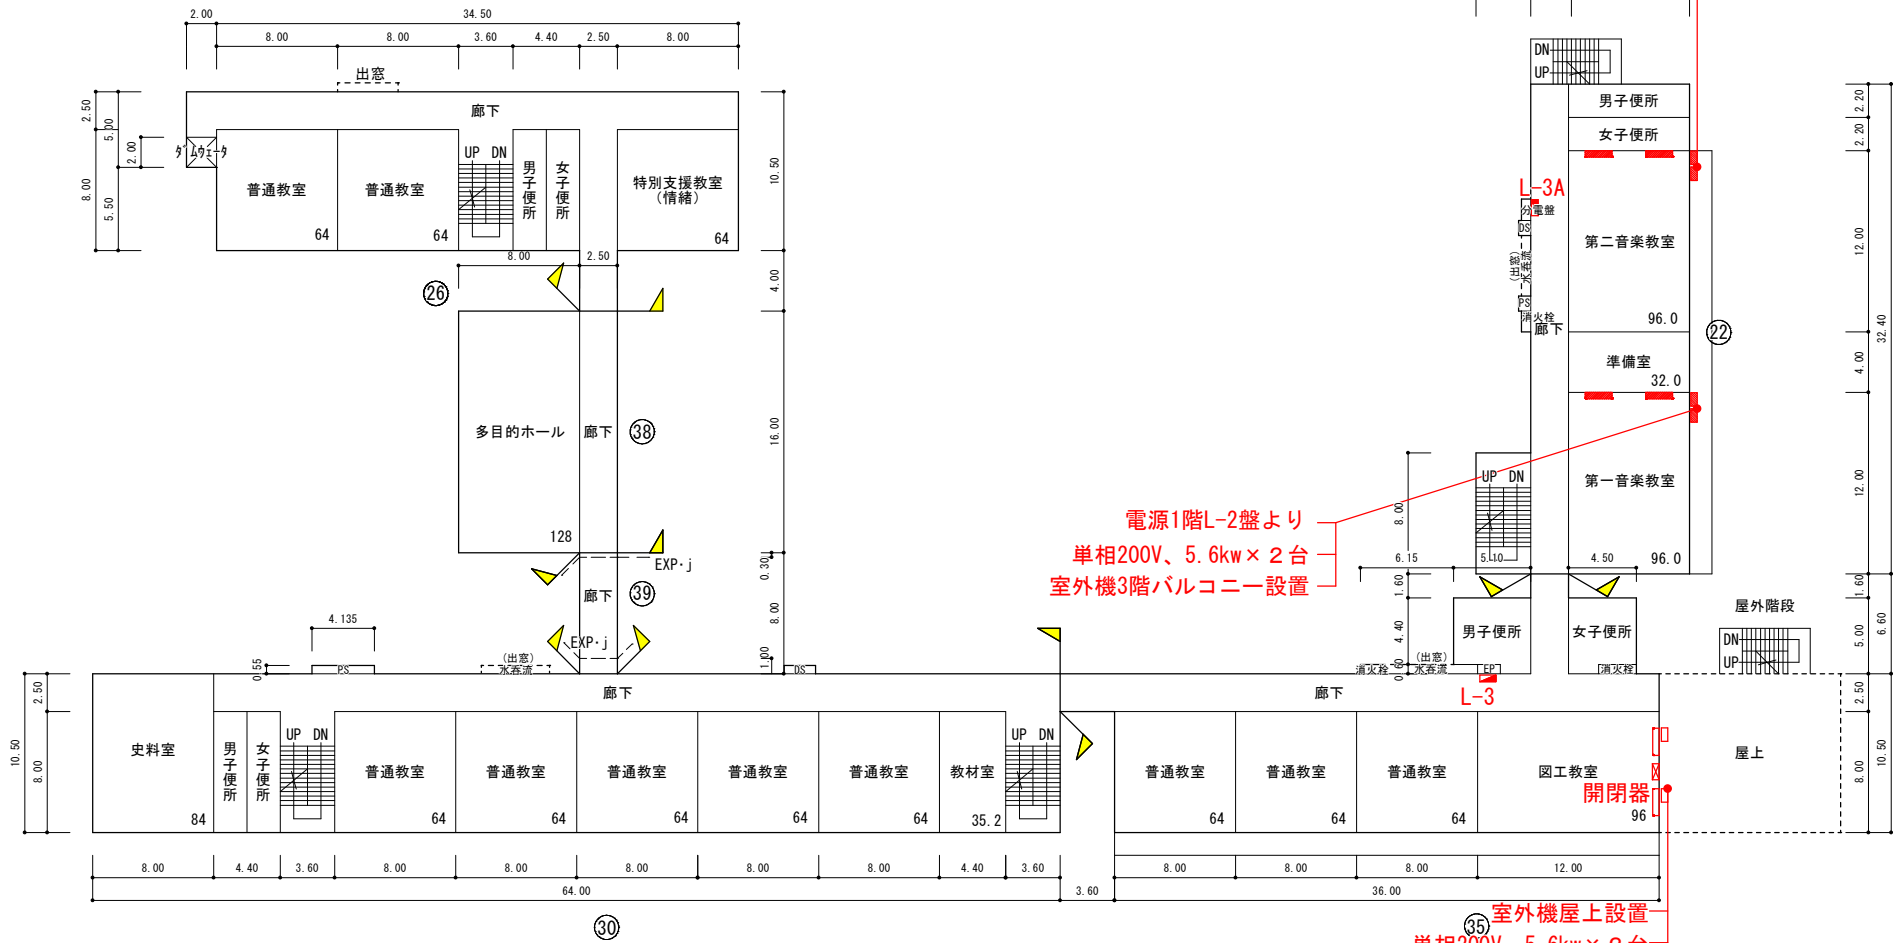 2.00
34.50
8.00
8.00
3.60
4.40
2.50
8.00
出窓
廊下
2.50
5.00
2.00
8.00
5.50
ダムウェータ
普通教室
64
普通教室
64
UP
DN
男子便所
女子便所
特別支援教室
(情緒)
64
10.50
8.00
2.50
4.00
26
多目的ホール
128
廊下
38
16.00
EXP・j
0.30
廊下
39
8.00
EXP・j
1.00
4.135
0.55
PS
(出窓)
水呑流
DS
10.50
2.50
8.00
廊下
史料室
84
男子便所
女子便所
UP
DN
普通教室
64
普通教室
64
普通教室
64
普通教室
64
普通教室
64
教材室
35.2
UP
DN
廊下
普通教室
64
普通教室
64
普通教室
64
図工教室
96
開閉器
屋上
8.00
4.40
3.60
8.00
8.00
8.00
8.00
8.00
4.40
3.60
8.00
8.00
8.00
12.00
64.00
3.60
36.00
30
35
室外機屋上設置
単相200V、5.6kw×2台
DN
UP
男子便所
女子便所
L-3A
分電盤
DS
(出窓)
水呑流
PS
消火栓
廊下
第二音楽教室
96.0
準備室
32.0
22
第一音楽教室
96.0
UP
DN
8.00
電源1階L-2盤より
単相200V、5.6kw×2台
室外機3階バルコニー設置
6.15
5.10
4.50
1.60
4.40
0.60
男子便所
女子便所
消火栓
(出窓)
水呑流
EP
消火栓
L-3
屋外階段
DN
UP
2.20
2.20
12.00
4.00
12.00
32.40
1.60
5.00
6.60
2.50
8.00
10.50